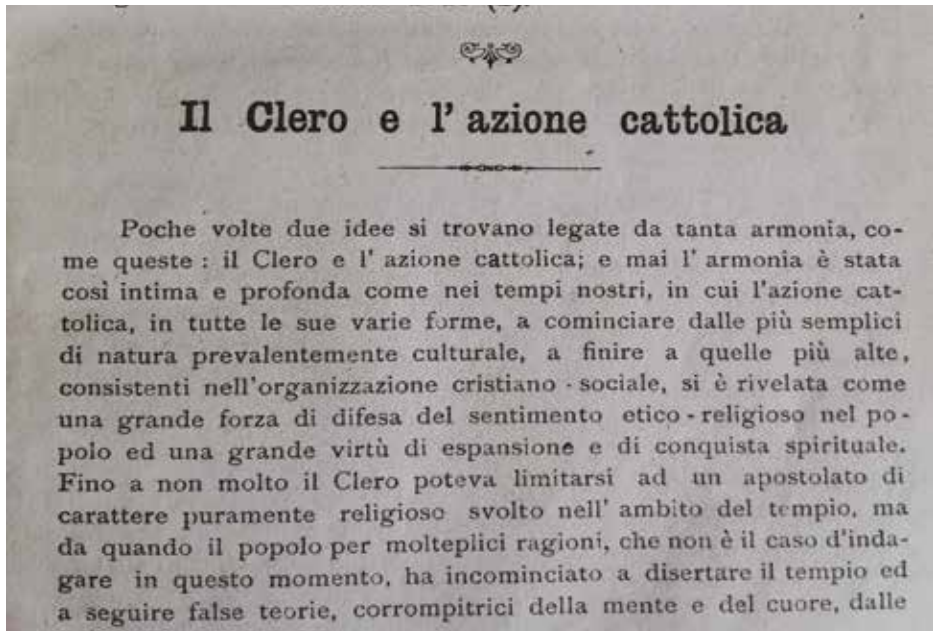 Il Clero e l' azione cattolica
Poche volte due idee si trovano legate da tanta armonia, co-
me queste : il Clero e l' azione cattolica; e mai l' armonia è stata
così intima e profonda come nei tempi nostri, in cui l'azione cat-
tolica, in tutte le sue varie forme, a cominciare dalle più semplici
di natura prevalentemente culturale, a finire a quelle più alte,
consistenti nell'organizzazione cristiano - sociale, si è rivelata come
una grande forza di difesa del sentimento etico - religioso nel po-
polo ed una grande virtù di espansione e di conquista spirituale.
Fino a non molto il Clero poteva limitarsi ad un apostolato di
carattere puramente religioso svolto nell' ambito del tempio, ma
da quando il popolo per molteplici ragioni, che non è il caso d'inda-
gare in questo momento, ha incominciato a disertare il tempio ed
a seguire false teorie, corrompitrici della mente e del cuore, dalle